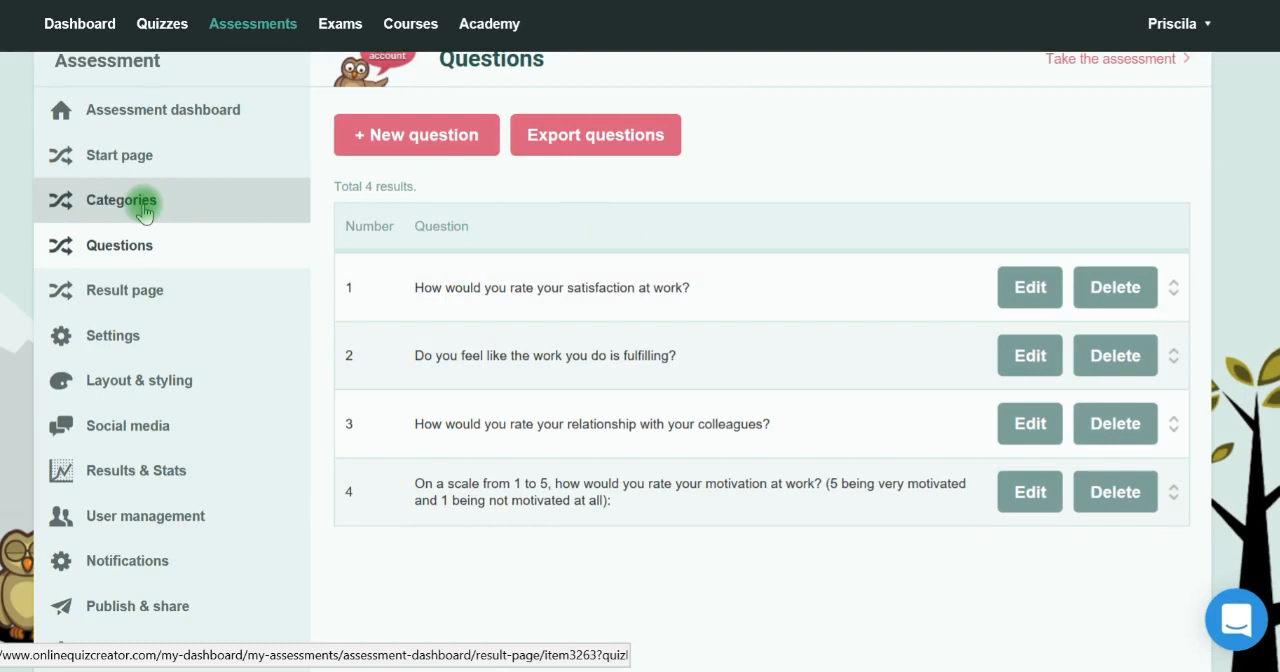 Dashboard Quizzes Assessments Exams Courses Academy Priscila
Assessment
account
Questions
Take the assessment
Assessment dashboard
Start page
Categories
Questions
Result page
Settings
Layout & styling
Social media
Results & Stats
User management
Notifications
Publish & share
+ New question Export questions
Total 4 results.
Number Question
1 How would you rate your satisfaction at work? Edit Delete
2 Do you feel like the work you do is fulfilling? Edit Delete
3 How would you rate your relationship with your colleagues? Edit Delete
4 On a scale from 1 to 5, how would you rate your motivation at work? (5 being very motivated
and 1 being not motivated at all): Edit Delete
/www.onlinequizcreator.com/my-dashboard/my-assessments/assessment-dashboard/result-page/item3263?quizl